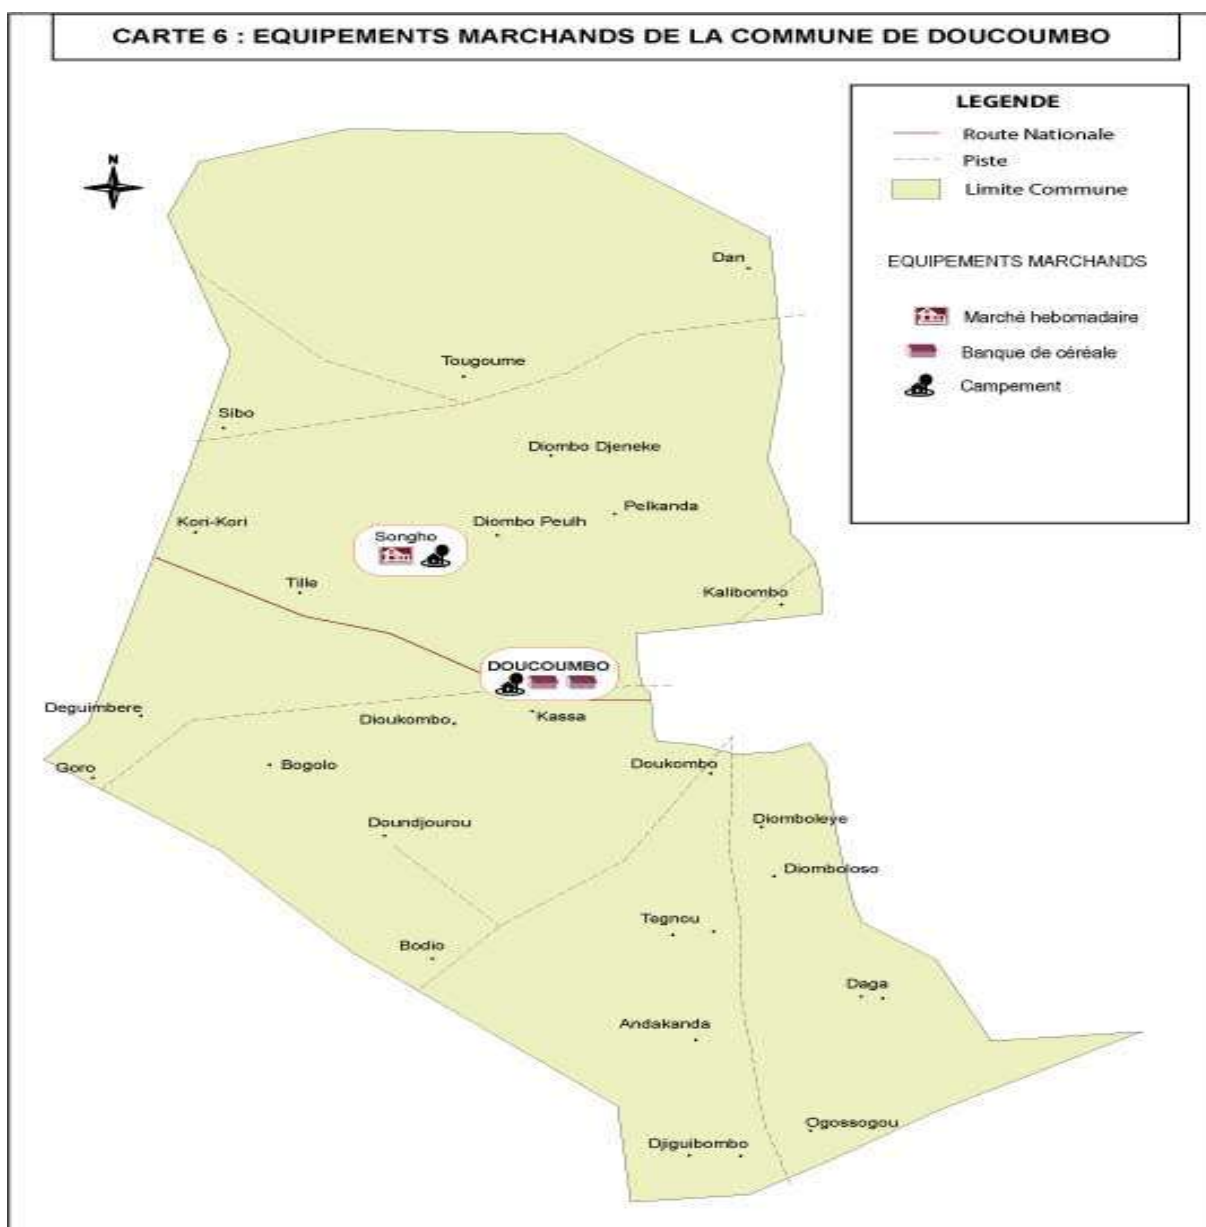 CARTE 6 : EQUIPEMENTS MARCHANDS DE LA COMMUNE DE DOUCOUMBO
LEGENDE
Route Nationale
Piste
Limite Commune
EQUIPEMENTS MARCHANDS
Marché hebomadaire
Banque de céréale
Campement
N
Dan
Tougoume
Sibo
Diombo Djeneke
Pelkanda
Kori-Kori
Diombo Peulh
Songho
Tille
Kalibombo
DOUCOUMBO
Deguimbere
Dioukombo
Kassa
Goro
Bogolo
Doukombo
Doundjourou
Diomboleye
Diomboloso
Tegnou
Bodio
Daga
Andakanda
Ogossogou
Djiguibombo